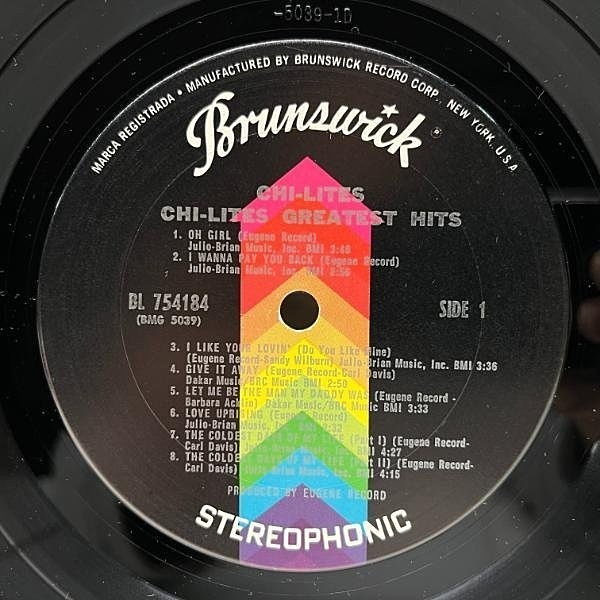 -5039-1D
MARCA REGISTRADA • MANUFACTURED BY BRUNSWICK RECORD CORP., NEW YORK, U.S.A.
Brunswick
CHI-LITES
CHI-LITES GREATEST HITS
1. OH GIRL (Eugene Record)
Julio-Brian Music, Inc. BMI 3:48
2. I WANNA PAY YOU BACK (Eugene Record)
Julio-Brian Music, Inc. BMI
BL 754184
(BMG 5039)
SIDE 1
3. I LIKE YOUR LOVIN' (Do You Like Mine)
(Eugene Record-Sandy Wilburn) Julio-Brian Music, Inc. BMI 3:36
4. GIVE IT AWAY (Eugene Record-Carl Davis)
Dakar Music/BRC Music BMI 2:50
5. LET ME BE THE MAN MY DADDY WAS (Eugene Record -
Barbara Acklin) Dakar Music/BRC Music BMI 3:33
6. LOVE UPRISING (Eugene Record)
Julio-Brian Music, Inc. BMI
7. THE COLDEST DAYS OF MY LIFE (Part I) (Eugene Record-
Carl Davis) Julio-Brian Music, Inc. BMI 4:27
8. THE COLDEST DAYS OF MY LIFE (Part II) (Eugene Record-
Carl Davis) Julio-Brian Music, Inc. BMI 4:15
PRODUCED BY EUGENE RECORD
STEREOPHONIC